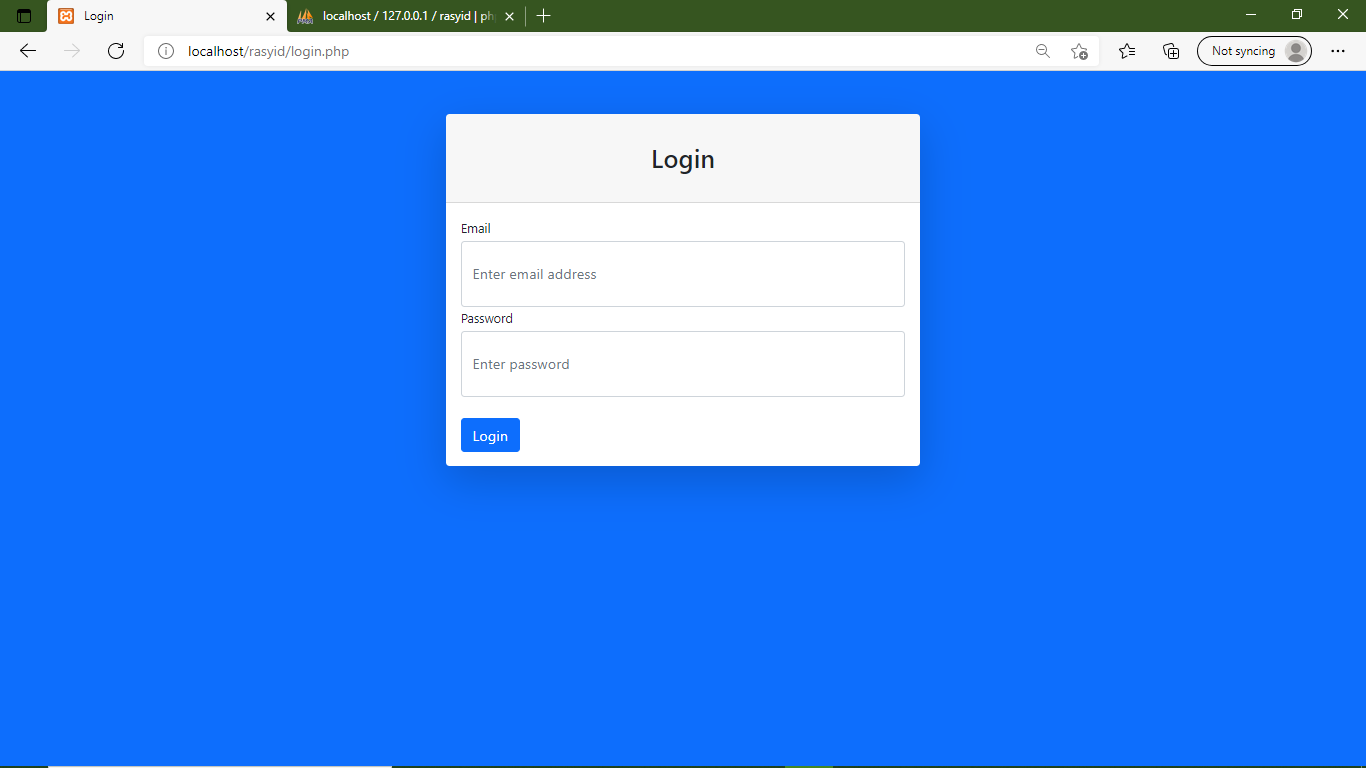 Login
localhost / 127.0.0.1 / rasyid | ph
localhost/rasyid/login.php
Not syncing
Login
Email
Enter email address
Password
Enter password
Login